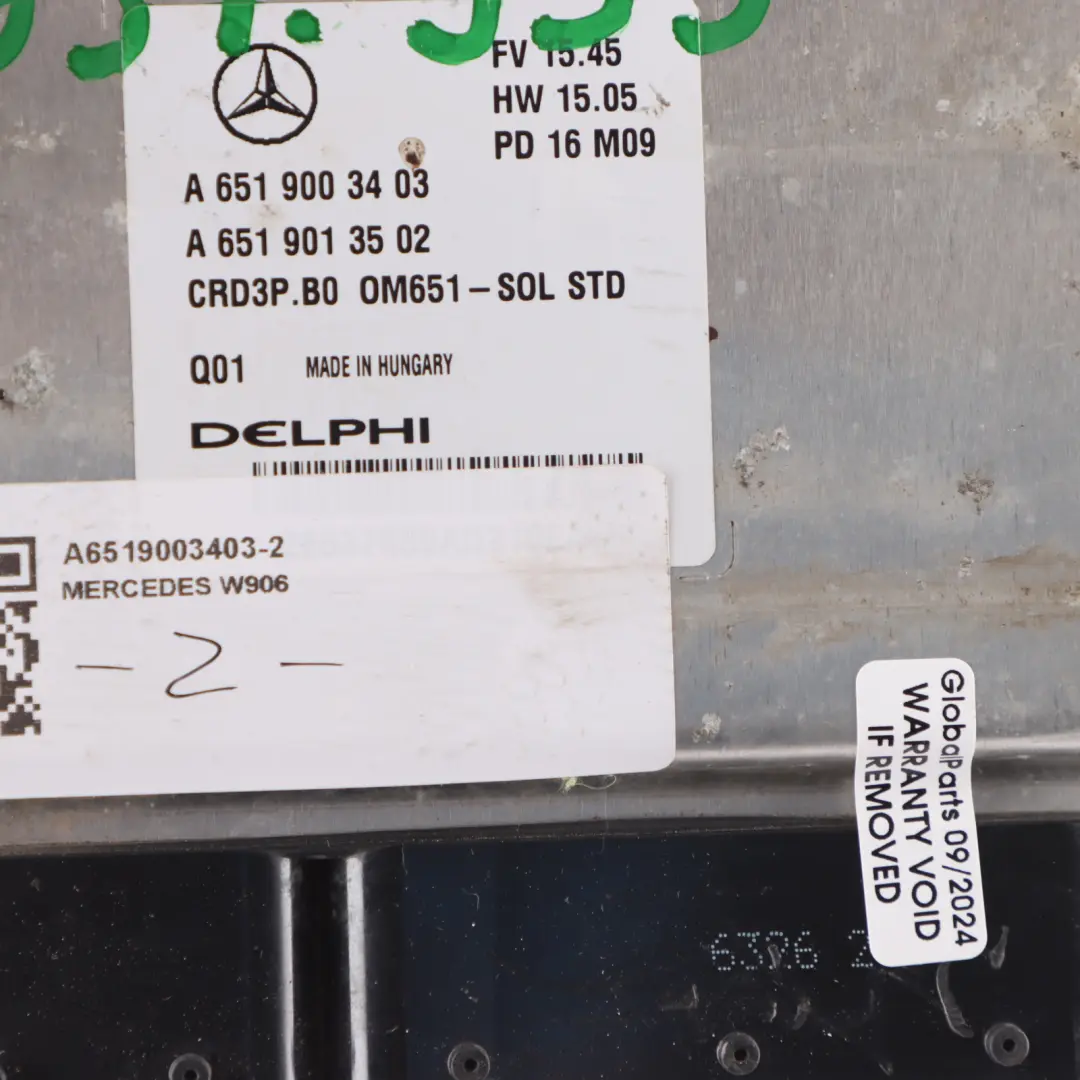 FV 15.45
HW 15.05
PD 16 M09
A 651 900 34 03
A 651 901 35 02
CRD3P.B0 OM651-SOL STD
Q01 MADE IN HUNGARY
DELPHI
A6519003403-2
MERCEDES W906
- 2 -
GlobalParts 09/2024
WARRANTY VOID
IF REMOVED